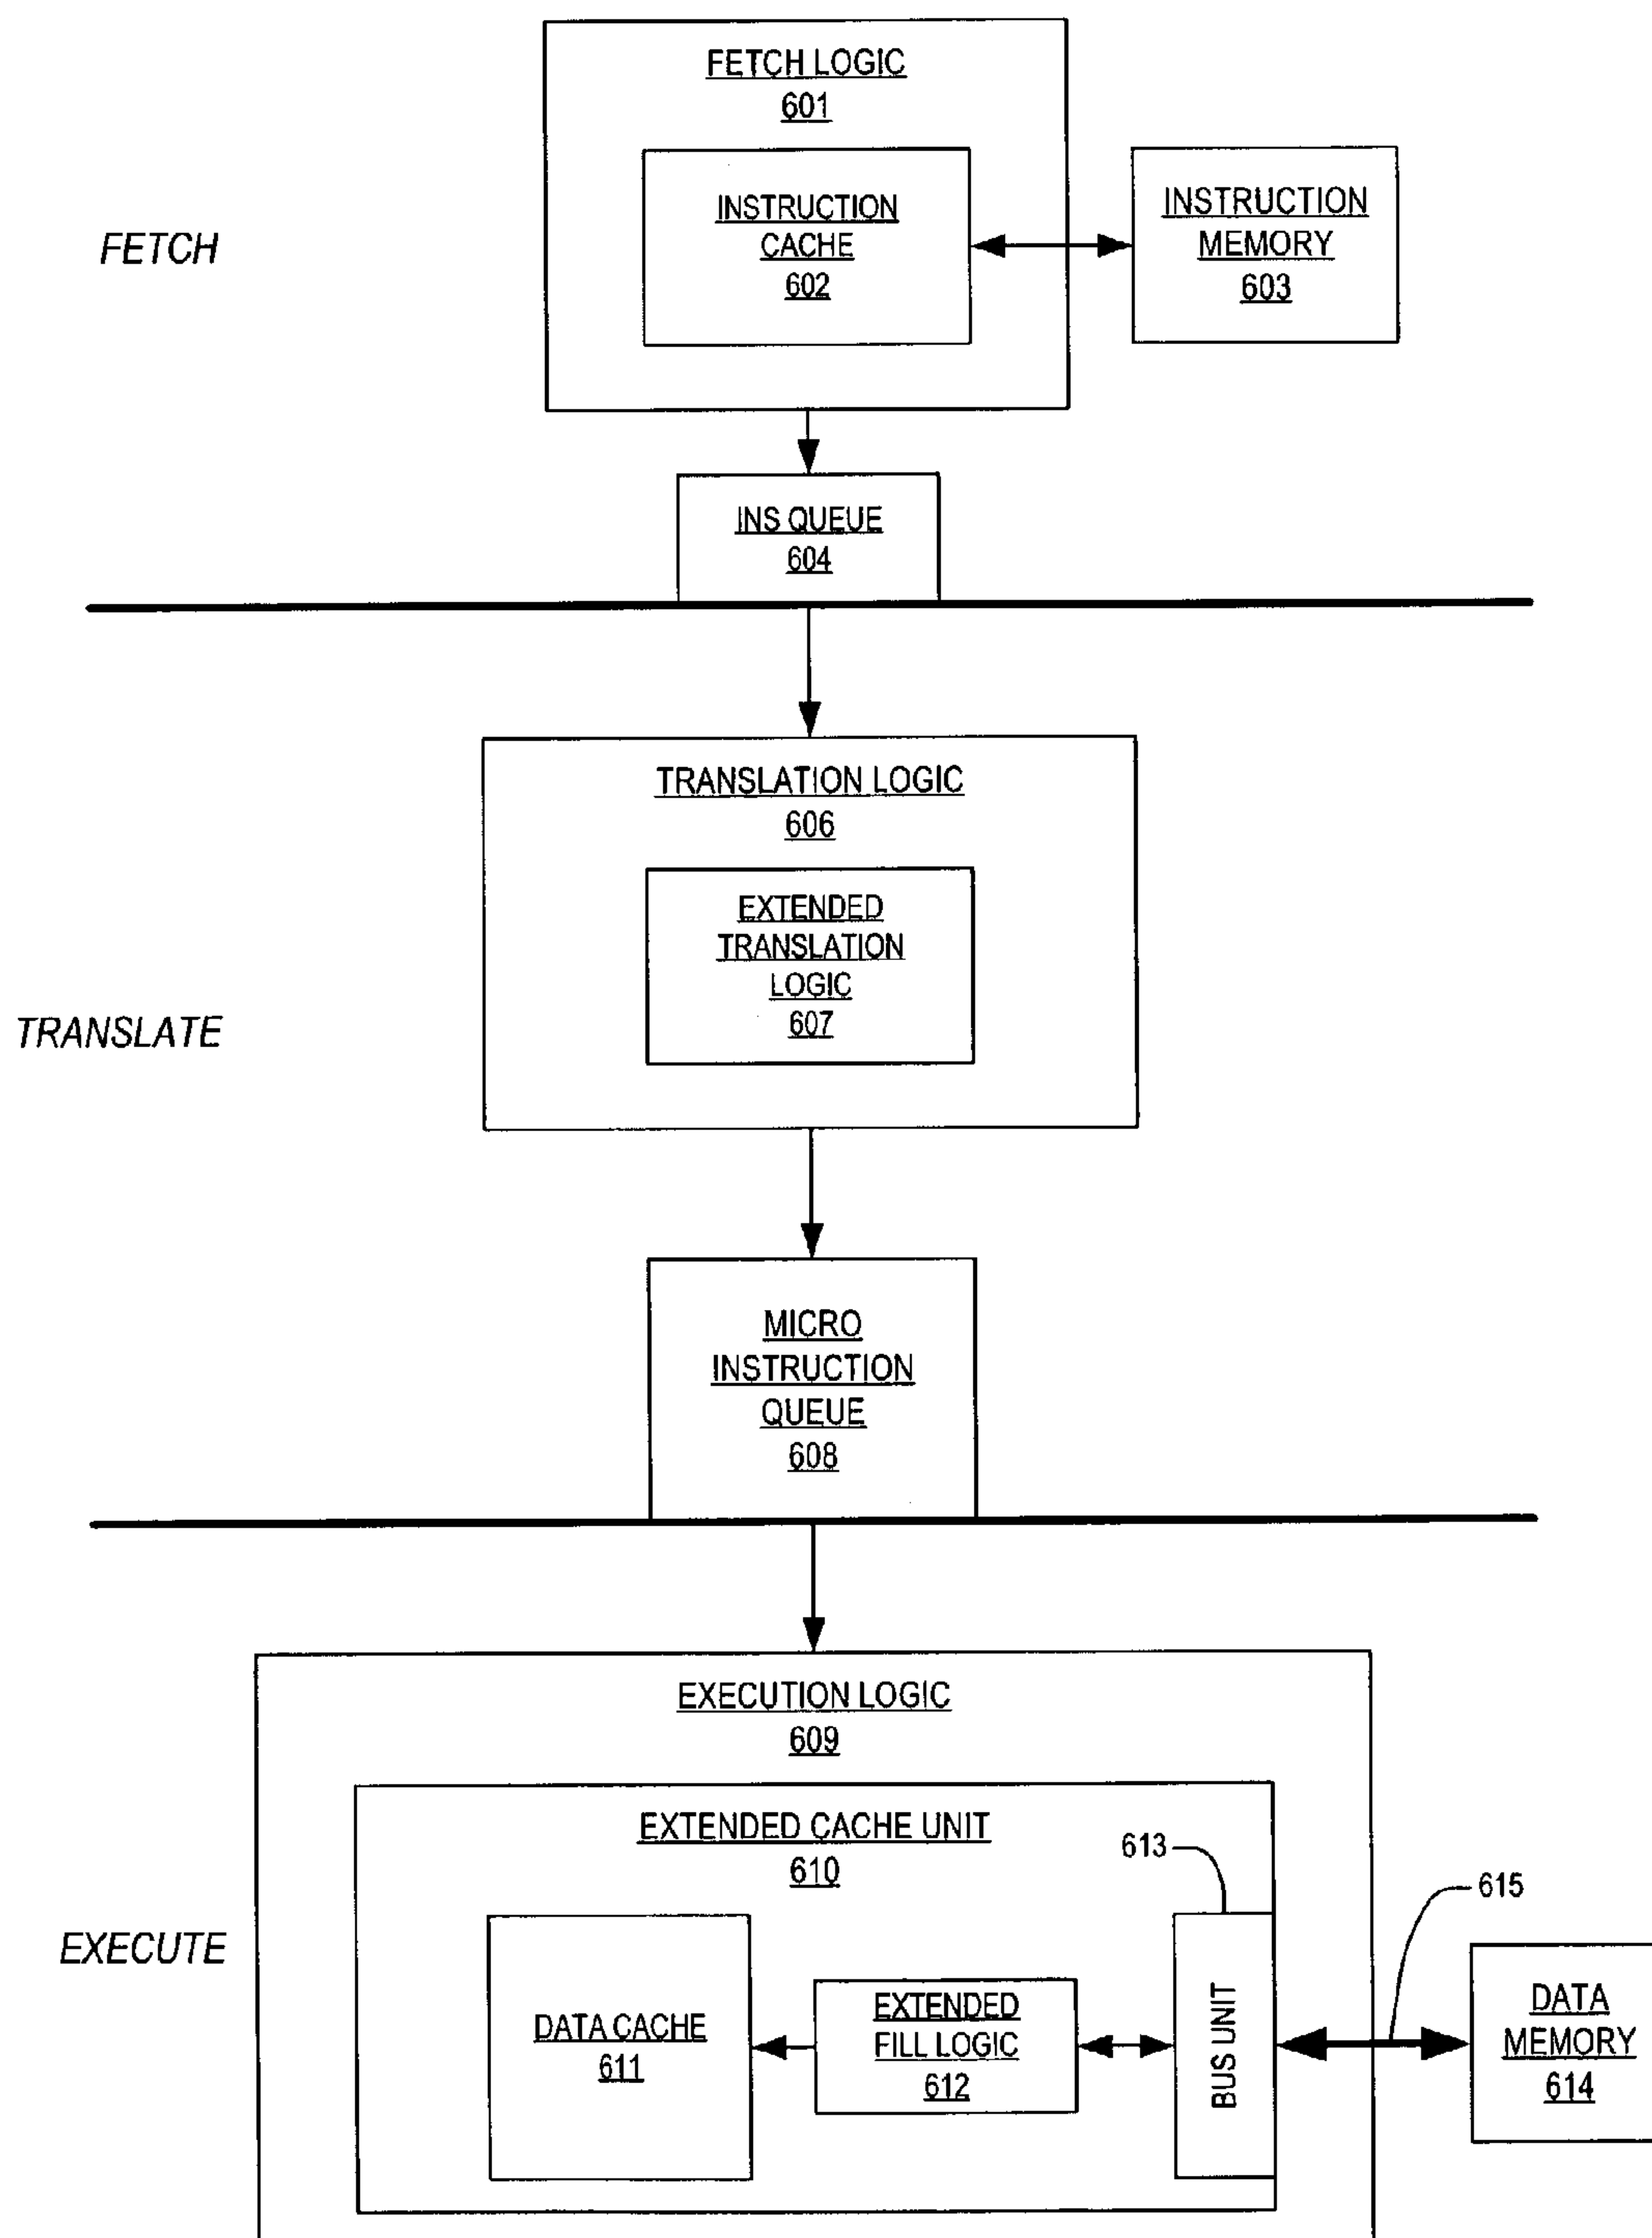 FETCH LOGIC
601
INSTRUCTION
CACHE
602
INSTRUCTION
MEMORY
603
FETCH
INS QUEUE
604
TRANSLATION LOGIC
606
EXTENDED
TRANSLATION
LOGIC
607
TRANSLATE
MICRO
INSTRUCTION
QUEUE
608
EXECUTION LOGIC
609
EXTENDED CACHE UNIT
610
613
615
EXECUTE
DATA CACHE
611
EXTENDED
FILL LOGIC
612
BUS UNIT
DATA
MEMORY
614